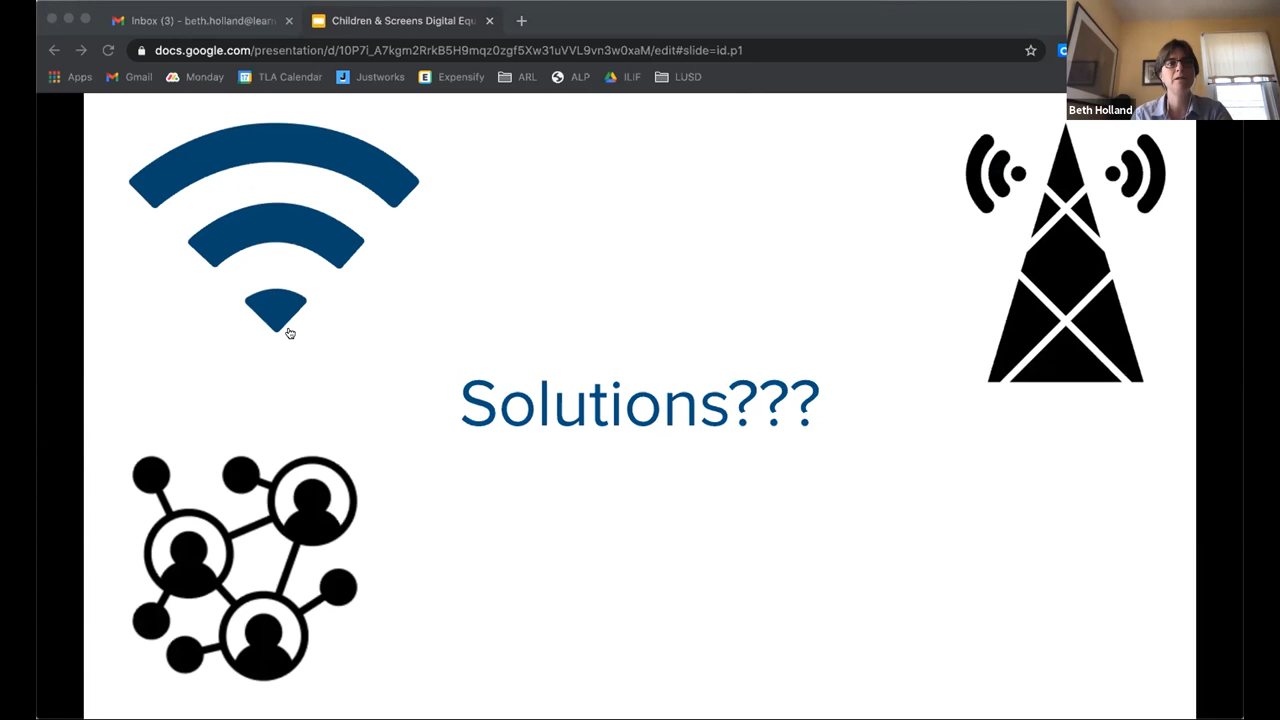 Inbox (3) - beth.holland@learn
Children & Screens Digital Equ
docs.google.com/presentation/d/10P7i_A7kgm2RrkB5H9mqz0zgf5Xw31uVVL9vn3w0xaM/edit#slide=id.p1
Apps Gmail Monday 17 TLA Calendar Justworks Expensify ARL ALP ILIF LUSD
Beth Holland
Solutions???